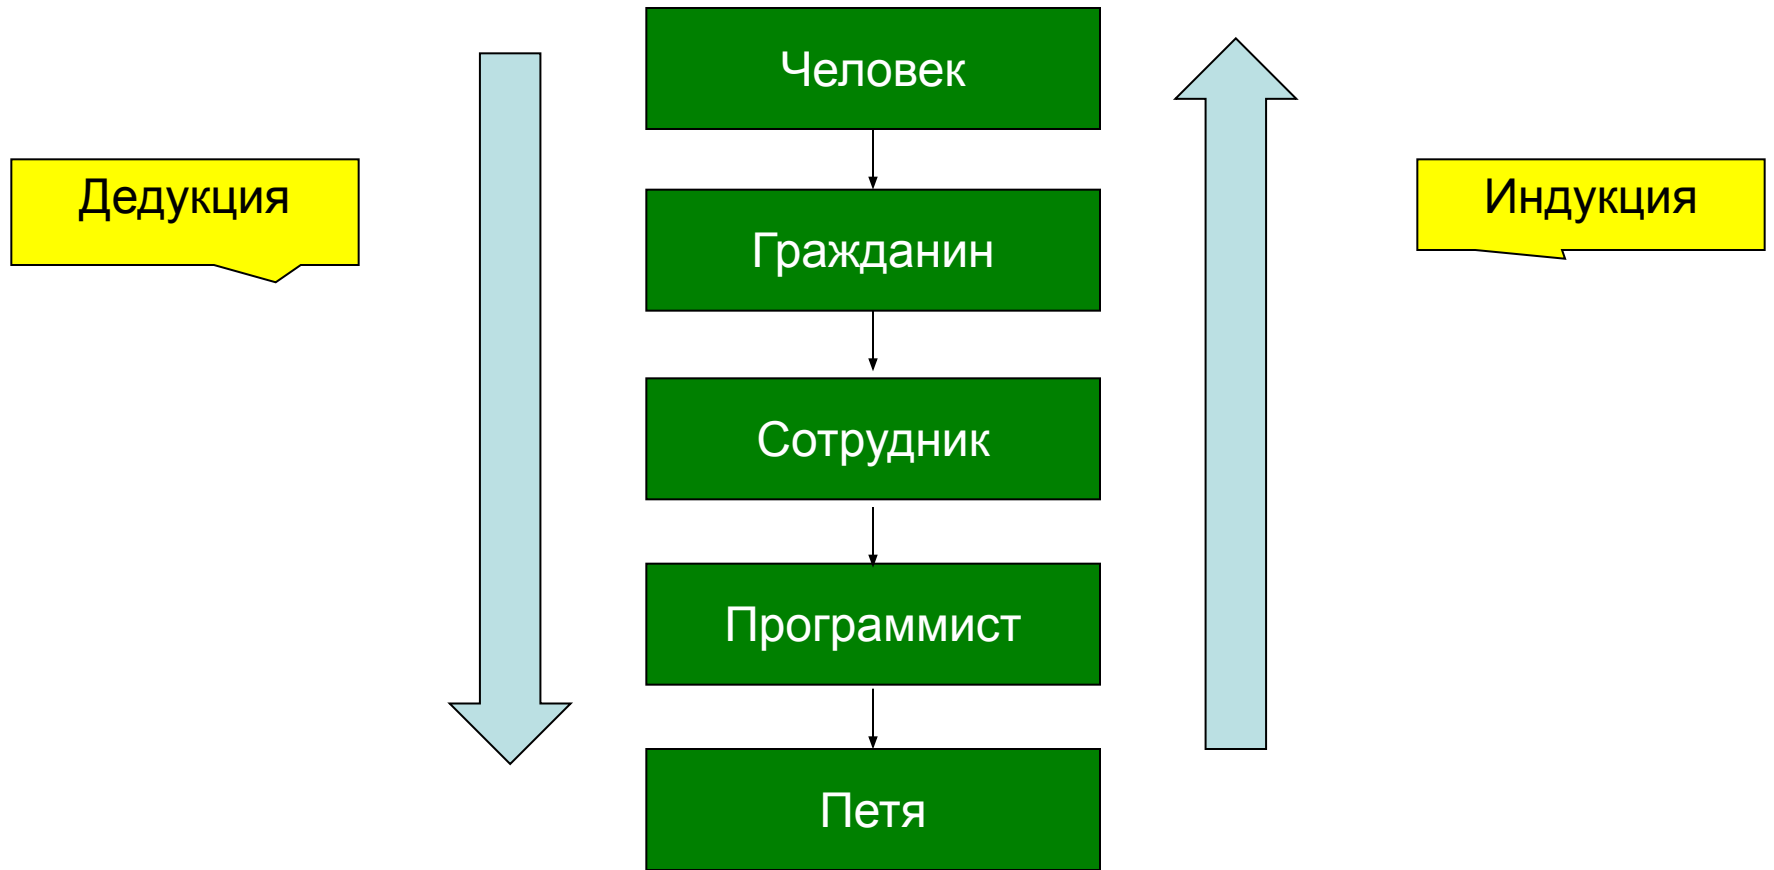 Человек
Дедукция
Индукция
Гражданин
Сотрудник
Программист
Петя